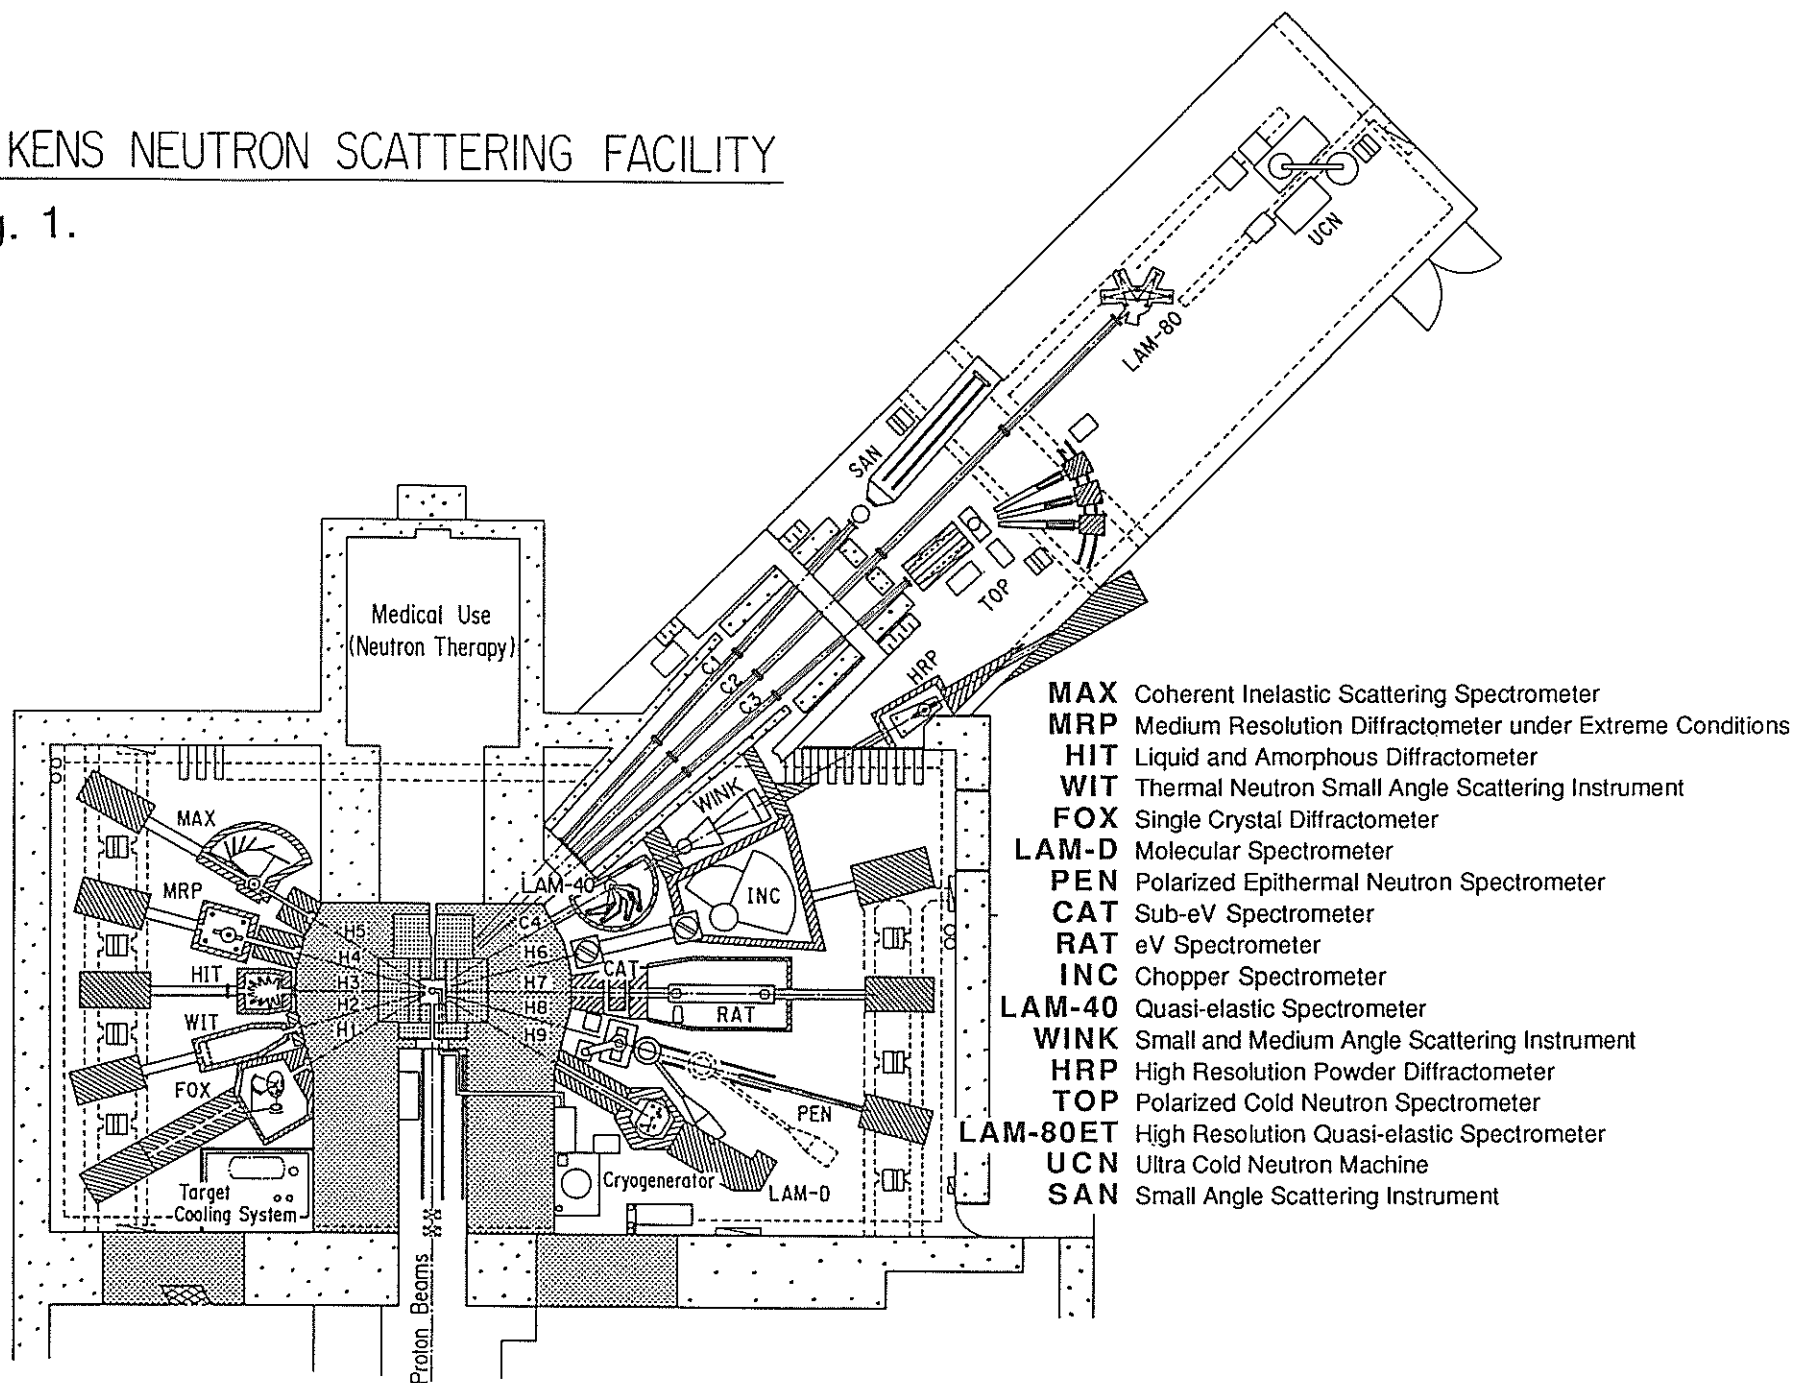 KENS NEUTRON SCATTERING FACILITY
g. 1.
UCN
LAM-80
SAN
TOP
HRP
Medical Use
(Neutron Therapy)
C1
C2
C3
WINK
MAX
MRP
HIT
WIT
FOX
LAM-40
INC
C4
H5
H4
H3
H2
H1
H6
H7
H8
H9
CAT
RAT
PEN
LAM-D
Cryogenerator
Target
Cooling System
Proton Beams
MAX Coherent Inelastic Scattering Spectrometer
MRP Medium Resolution Diffractometer under Extreme Conditions
HIT Liquid and Amorphous Diffractometer
WIT Thermal Neutron Small Angle Scattering Instrument
FOX Single Crystal Diffractometer
LAM-D Molecular Spectrometer
PEN Polarized Epithermal Neutron Spectrometer
CAT Sub-eV Spectrometer
RAT eV Spectrometer
INC Chopper Spectrometer
LAM-40 Quasi-elastic Spectrometer
WINK Small and Medium Angle Scattering Instrument
HRP High Resolution Powder Diffractometer
TOP Polarized Cold Neutron Spectrometer
LAM-80ET High Resolution Quasi-elastic Spectrometer
UCN Ultra Cold Neutron Machine
SAN Small Angle Scattering Instrument